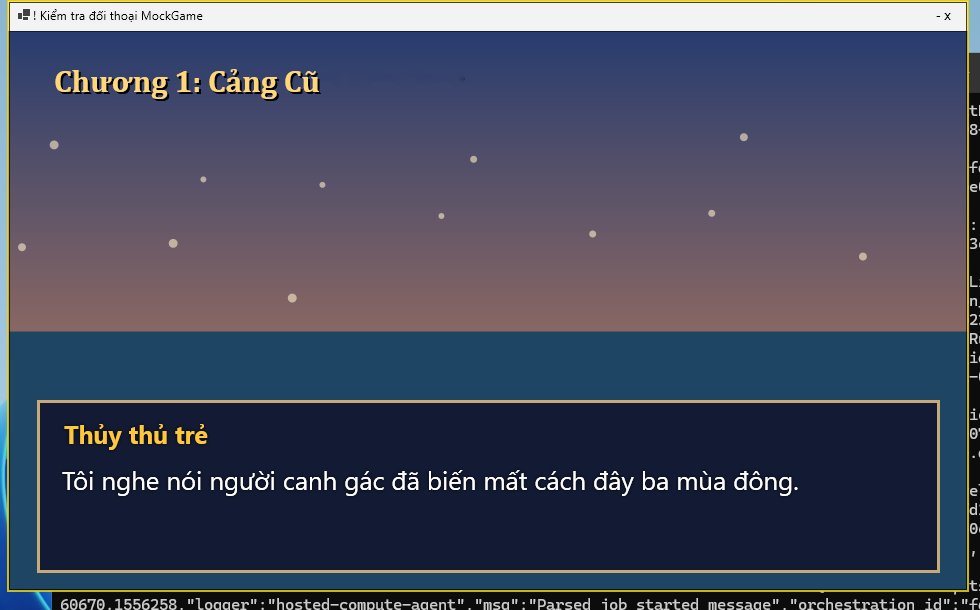 ! Kiểm tra đối thoại MockGame
- x
Chương 1: Cảng Cũ
Thủy thủ trẻ
Tôi nghe nói người canh gác đã biến mất cách đây ba mùa đông.
60670.1556258,"logger":"hosted-compute-agent","msg":"Parsed job started message","orchestration_id":"f